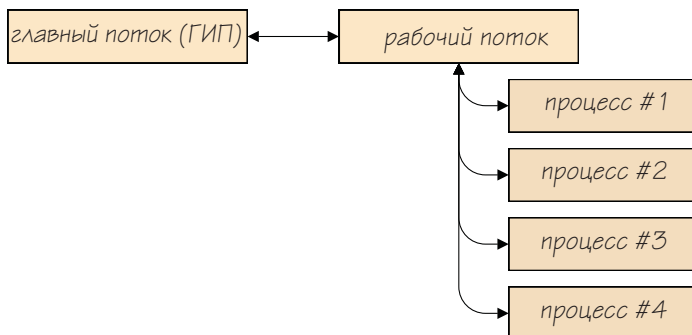 главный поток (ГИП)
рабочий поток
процесс #1
процесс #2
процесс #3
процесс #4